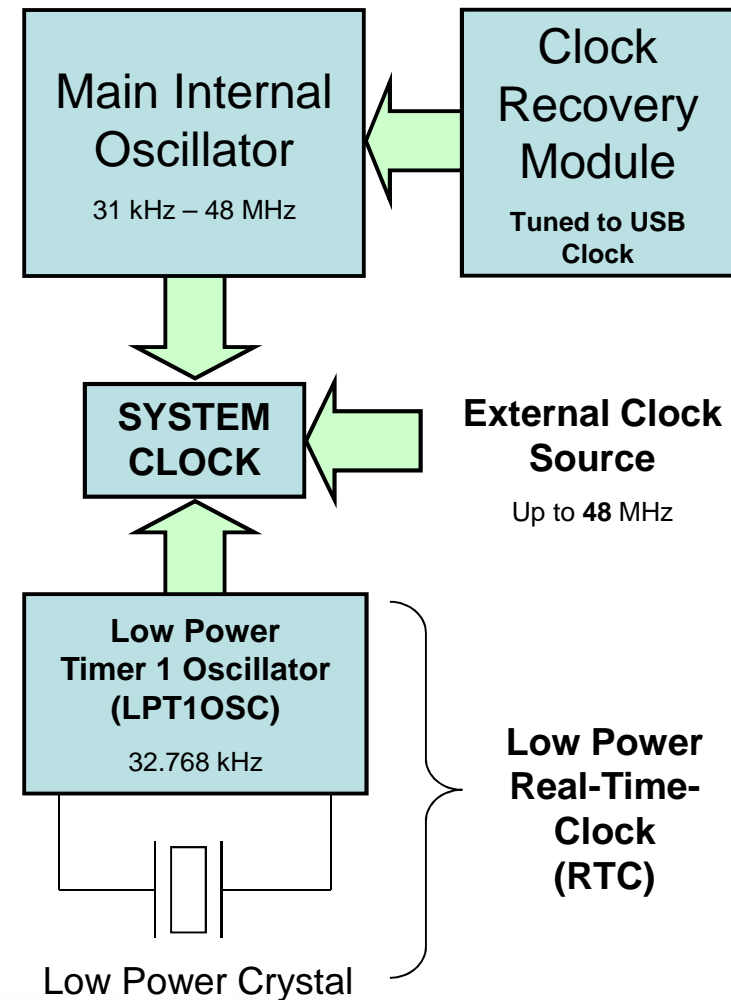 Main Internal
Oscillator
31 kHz – 48 MHz
Clock
Recovery
Module
Tuned to USB
Clock
SYSTEM
CLOCK
External Clock
Source
Up to 48 MHz
Low Power
Timer 1 Oscillator
(LPT1OSC)
32.768 kHz
Low Power
Real-Time-
Clock
(RTC)
Low Power Crystal